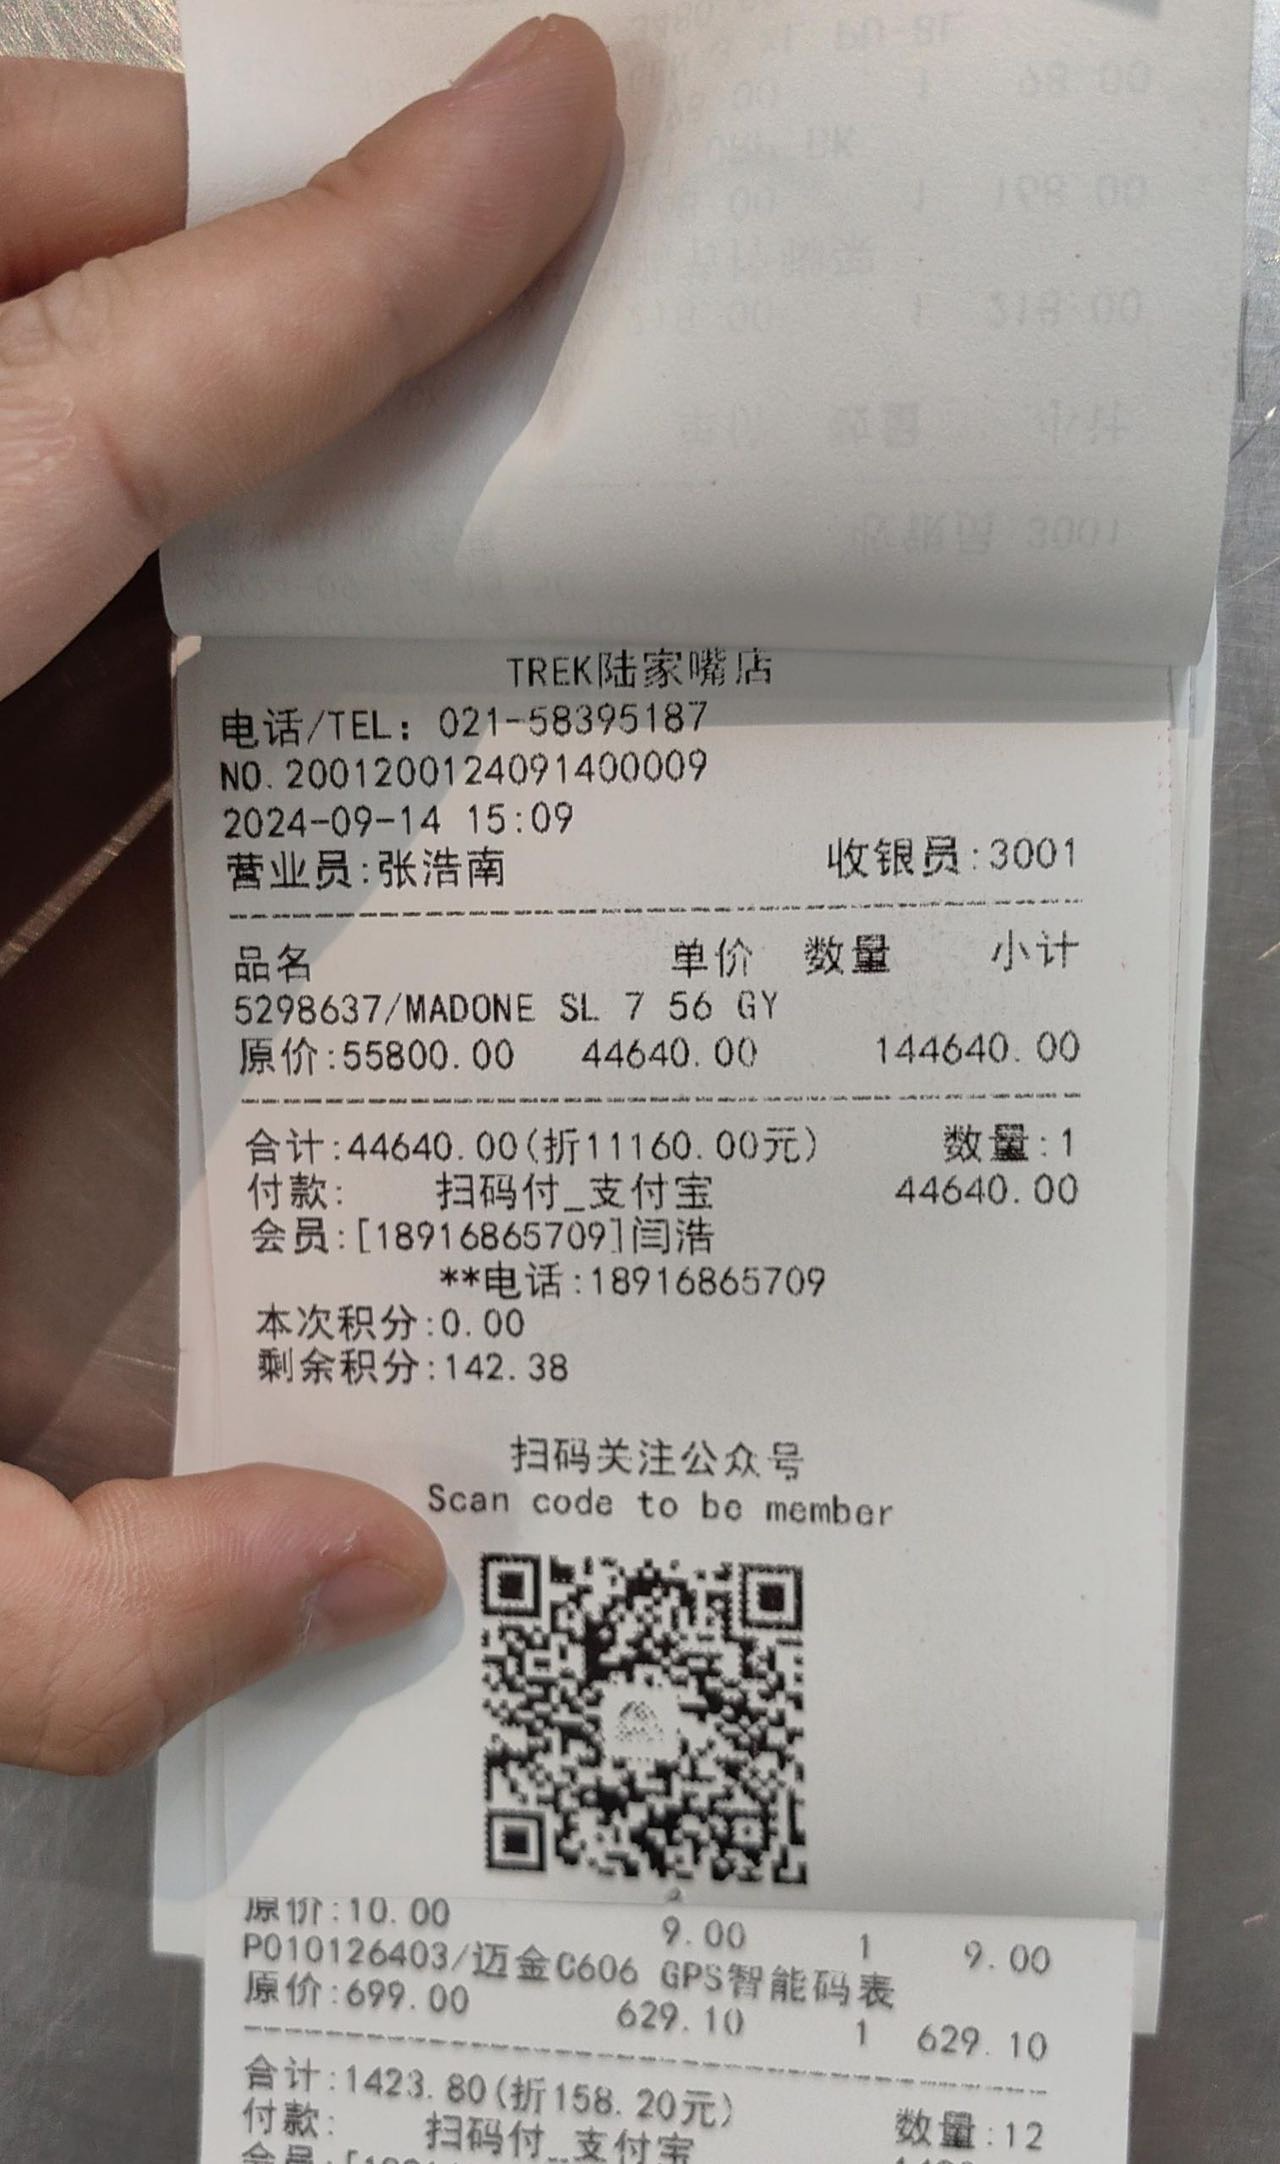 TREK陆家嘴店
电话/TEL: 021-58395187
NO.2001200124091400009
2024-09-14 15:09
营业员:张浩南 收银员:3001
品名 单价 数量 小计
5298637/MADONE SL 7 56 GY
原价:55800.00 44640.00 144640.00
合计:44640.00(折11160.00元) 数量:1
付款: 扫码付_支付宝 44640.00
会员:[18916865709]闫浩
**电话:18916865709
本次积分:0.00
剩余积分:142.38
扫码关注公众号
Scan code to be member
原价:10.00 9.00 1 9.00
P010126403/迈金C606 GPS智能码表
原价:699.00 629.10 1 629.10
合计:1423.80(折158.20元) 数量:12
付款: 扫码付_支付宝